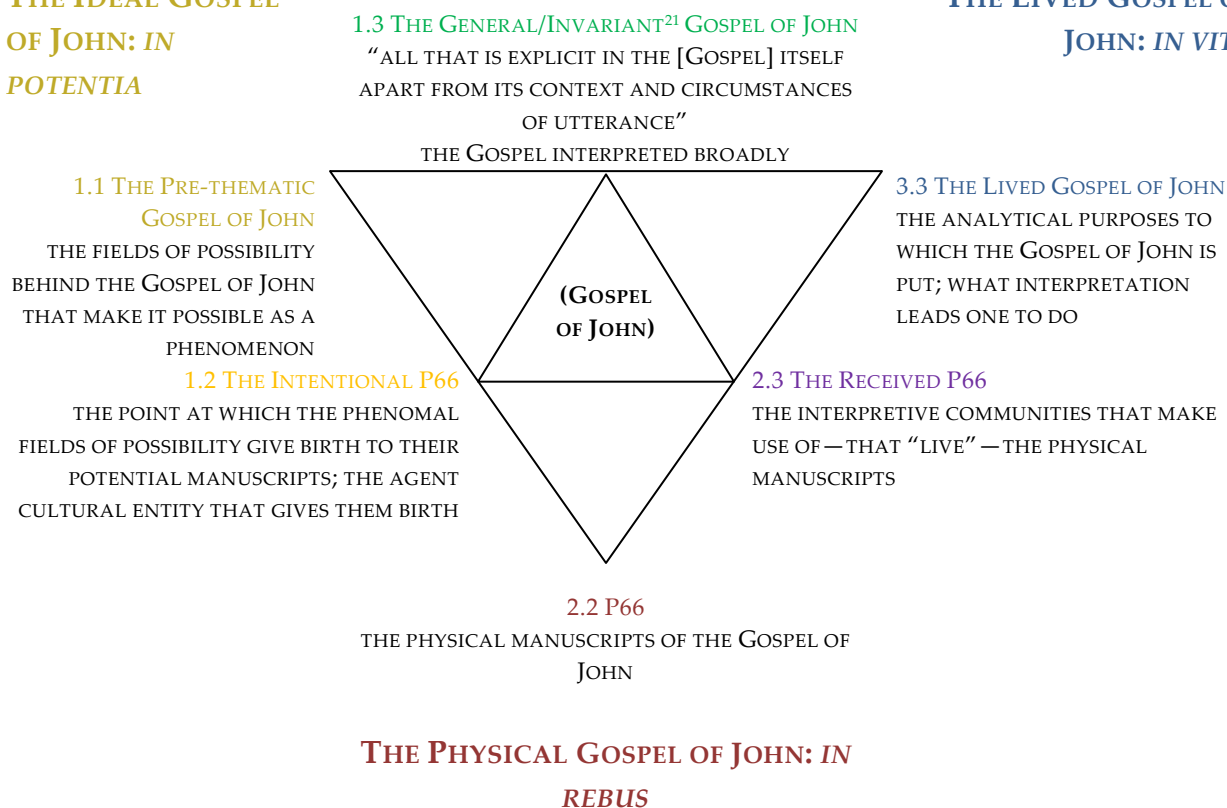 THE IDEAL GOSPEL
OF JOHN: IN
POTENTIA
1.3 THE GENERAL/INVARIANT21 GOSPEL OF JOHN
“ALL THAT IS EXPLICIT IN THE [GOSPEL] ITSELF
APART FROM ITS CONTEXT AND CIRCUMSTANCES
OF UTTERANCE”
THE GOSPEL INTERPRETED BROADLY
THE LIVED GOSPEL
JOHN: IN
1.1 THE PRE-THEMATIC
GOSPEL OF JOHN
THE FIELDS OF POSSIBILITY
BEHIND THE GOSPEL OF JOHN
THAT MAKE IT POSSIBLE AS A
PHENOMENON
3.3 THE LIVED GOSPEL OF JOHN
THE ANALYTICAL PURPOSES TO
WHICH THE GOSPEL OF JOHN IS
PUT; WHAT INTERPRETATION
LEADS ONE TO DO
(GOSPEL
OF JOHN)
1.2 THE INTENTIONAL P66
THE POINT AT WHICH THE PHENOMAL
FIELDS OF POSSIBILITY GIVE BIRTH TO THEIR
POTENTIAL MANUSCRIPTS; THE AGENT
CULTURAL ENTITY THAT GIVES THEM BIRTH
2.3 THE RECEIVED P66
THE INTERPRETIVE COMMUNITIES THAT MAKE
USE OF—THAT “LIVE”—THE PHYSICAL
MANUSCRIPTS
2.2 P66
THE PHYSICAL MANUSCRIPTS OF THE GOSPEL OF
JOHN
THE PHYSICAL GOSPEL OF JOHN: IN
REBUS